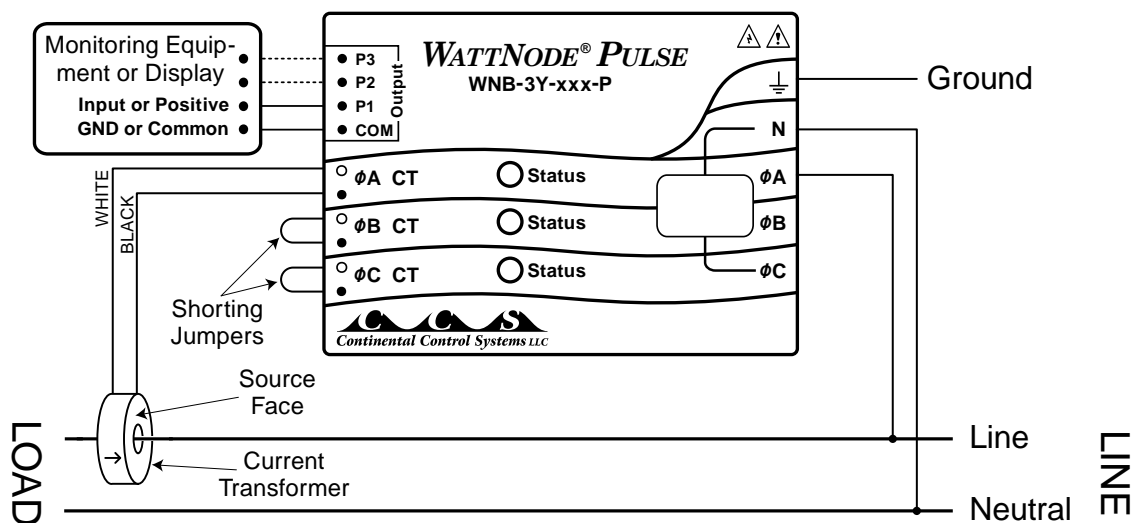 Monitoring Equip-
ment or Display
Input or Positive
GND or Common
P3
P2
P1
COM
Output
WATTNODE® PULSE
WNB-3Y-xxx-P
Ground
N
ϕA CT
Status
ϕA
ϕB CT
Status
ϕB
ϕC CT
Status
ϕC
WHITE
BLACK
Shorting
Jumpers
CCS
Continental Control Systems LLC
Source
Face
Current
Transformer
LOAD
Line
Neutral
LINE